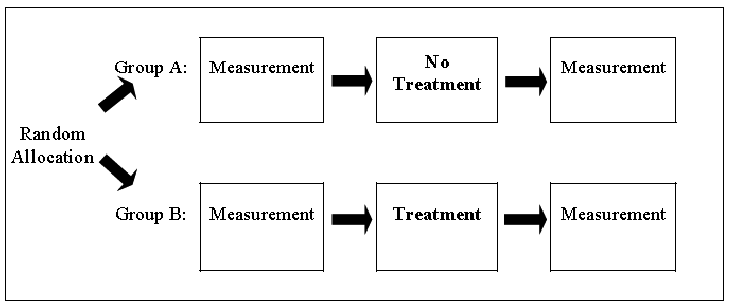 Group A:
Measurement
No
Treatment
Measurement
Random
Allocation
Group B:
Measurement
Treatment
Measurement